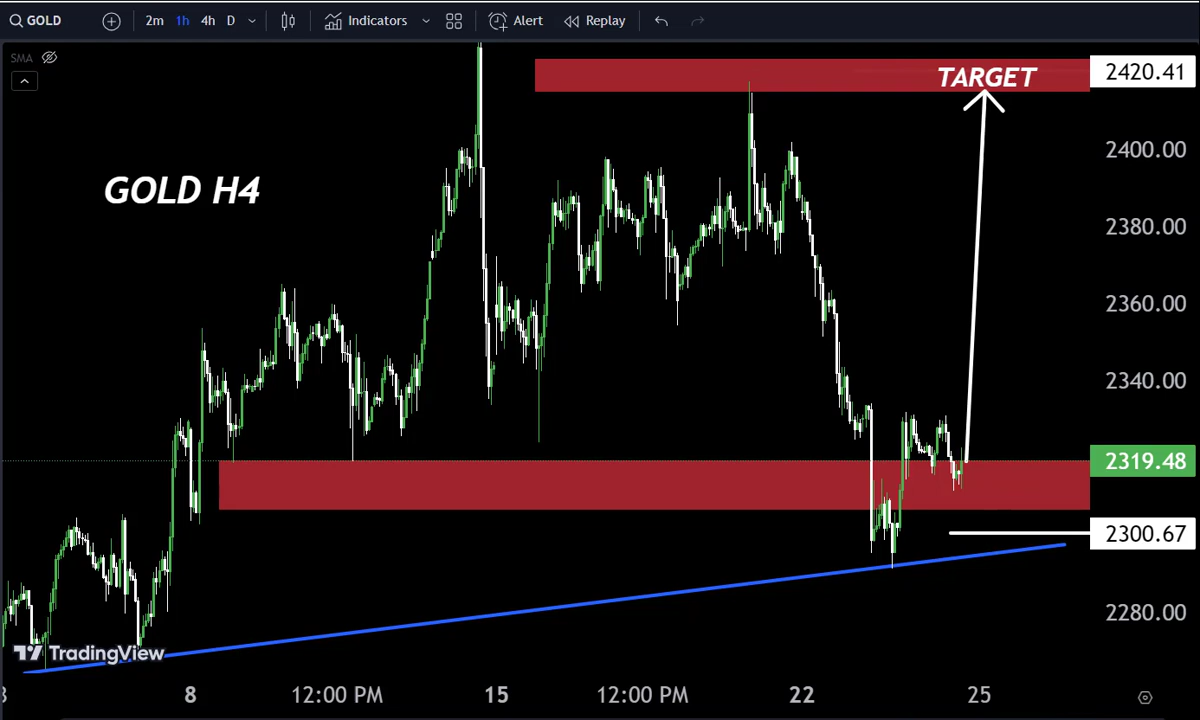 GOLD 2m 1h 4h D Indicators Alert Replay
SMA
TARGET
2420.41
2400.00
GOLD H4
2380.00
2360.00
2340.00
2319.48
2300.67
2280.00
TradingView
8 12:00 PM 15 12:00 PM 22 25